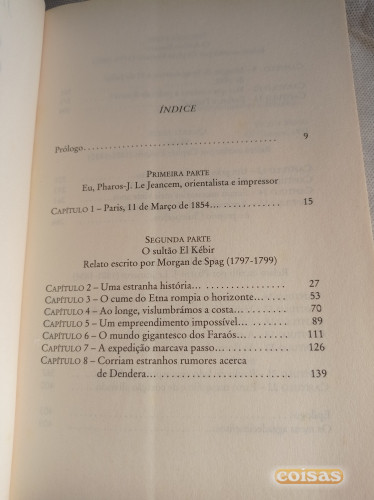 ÍNDICE
Prólogo 9
PRIMEIRA PARTE
Eu, Pharos-J. Le Jeancem, orientalista e impressor
CAPÍTULO 1 – Paris, 11 de Março de 1854... 15
SEGUNDA PARTE
O sultão El Kébir
Relato escrito por Morgan de Spag (1797-1799)
CAPÍTULO 2 – Uma estranha história 27
CAPÍTULO 3 – O cume do Etna rompia o horizonte... 53
CAPÍTULO 4 – Ao longe, vislumbrámos a costa... 70
CAPÍTULO 5 – Um empreendimento impossível... 89
CAPÍTULO 6 – O mundo gigantesco dos Faraós... 111
CAPÍTULO 7 – A expedição marcava passo... 126
CAPÍTULO 8 – Corriam estranhos rumores acerca
de Dendera... 139
coisas